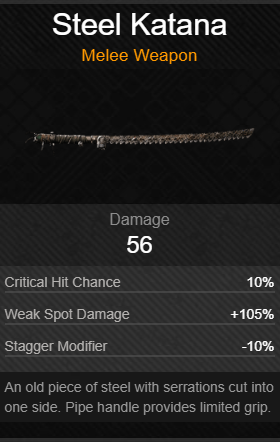 Steel Katana
Melee Weapon
Damage
56
Critical Hit Chance 10%
Weak Spot Damage +105%
Stagger Modifier -10%
An old piece of steel with serrations cut into
one side. Pipe handle provides limited grip.